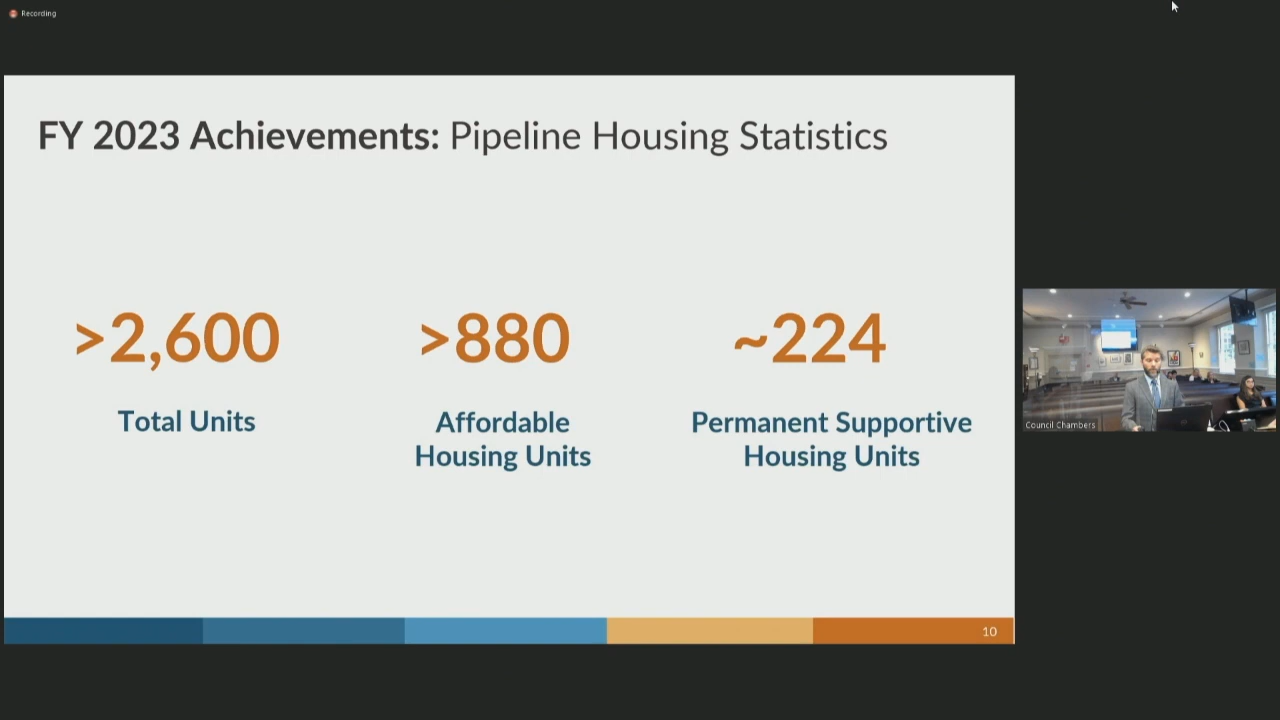 Recording
FY 2023 Achievements: Pipeline Housing Statistics
>2,600
>880
~224
Total Units
Affordable
Housing Units
Permanent Supportive
Housing Units
10
Council Chambers